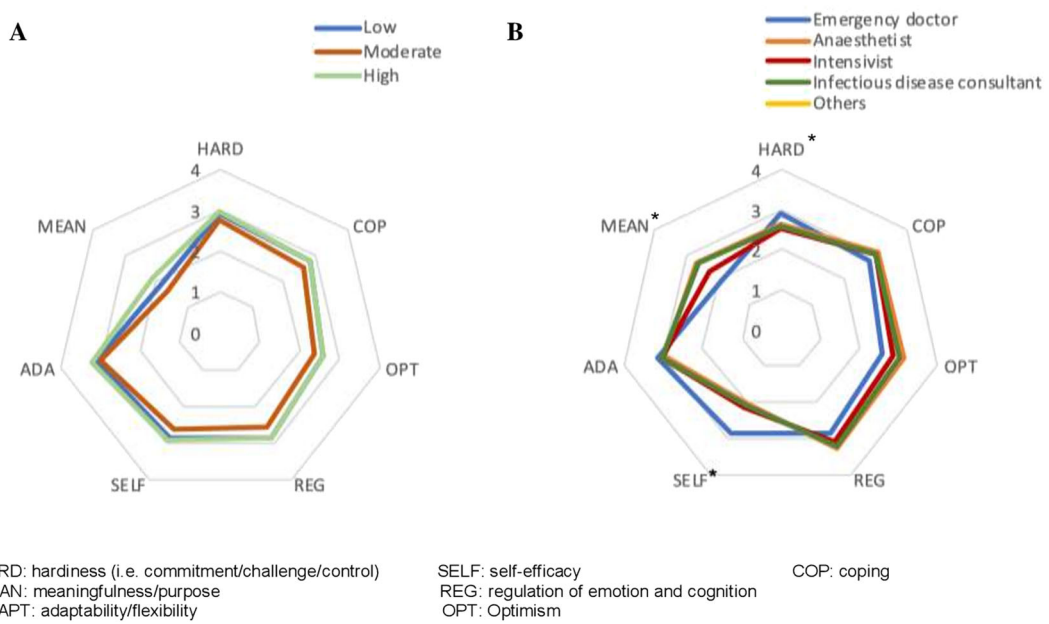 A
Low
Moderate
High
HARD
4
3
2
1
0
MEAN
COP
ADA
OPT
SELF
REG
B
Emergency doctor
Anaesthetist
Intensivist
Infectious disease consultant
Others
HARD *
4
3
2
1
0
MEAN *
COP
ADA
OPT
SELF *
REG
RD: hardiness (i.e. commitment/challenge/control) SELF: self-efficacy COP: coping
AN: meaningfulness/purpose REG: regulation of emotion and cognition
APT: adaptability/flexibility OPT: Optimism